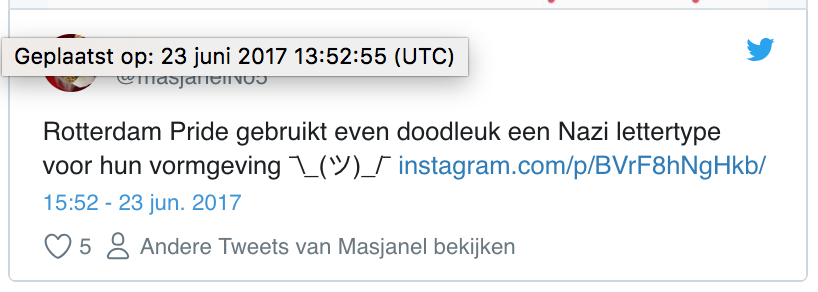 Geplaatst op: 23 juni 2017 13:52:55 (UTC)
@masjanelNo5
Rotterdam Pride gebruikt even doodleuk een Nazi lettertype
voor hun vormgeving ¯\_(ツ)_/¯ instagram.com/p/BVrF8hNgHkb/
15:52 - 23 jun. 2017
5 Andere Tweets van Masjanel bekijken